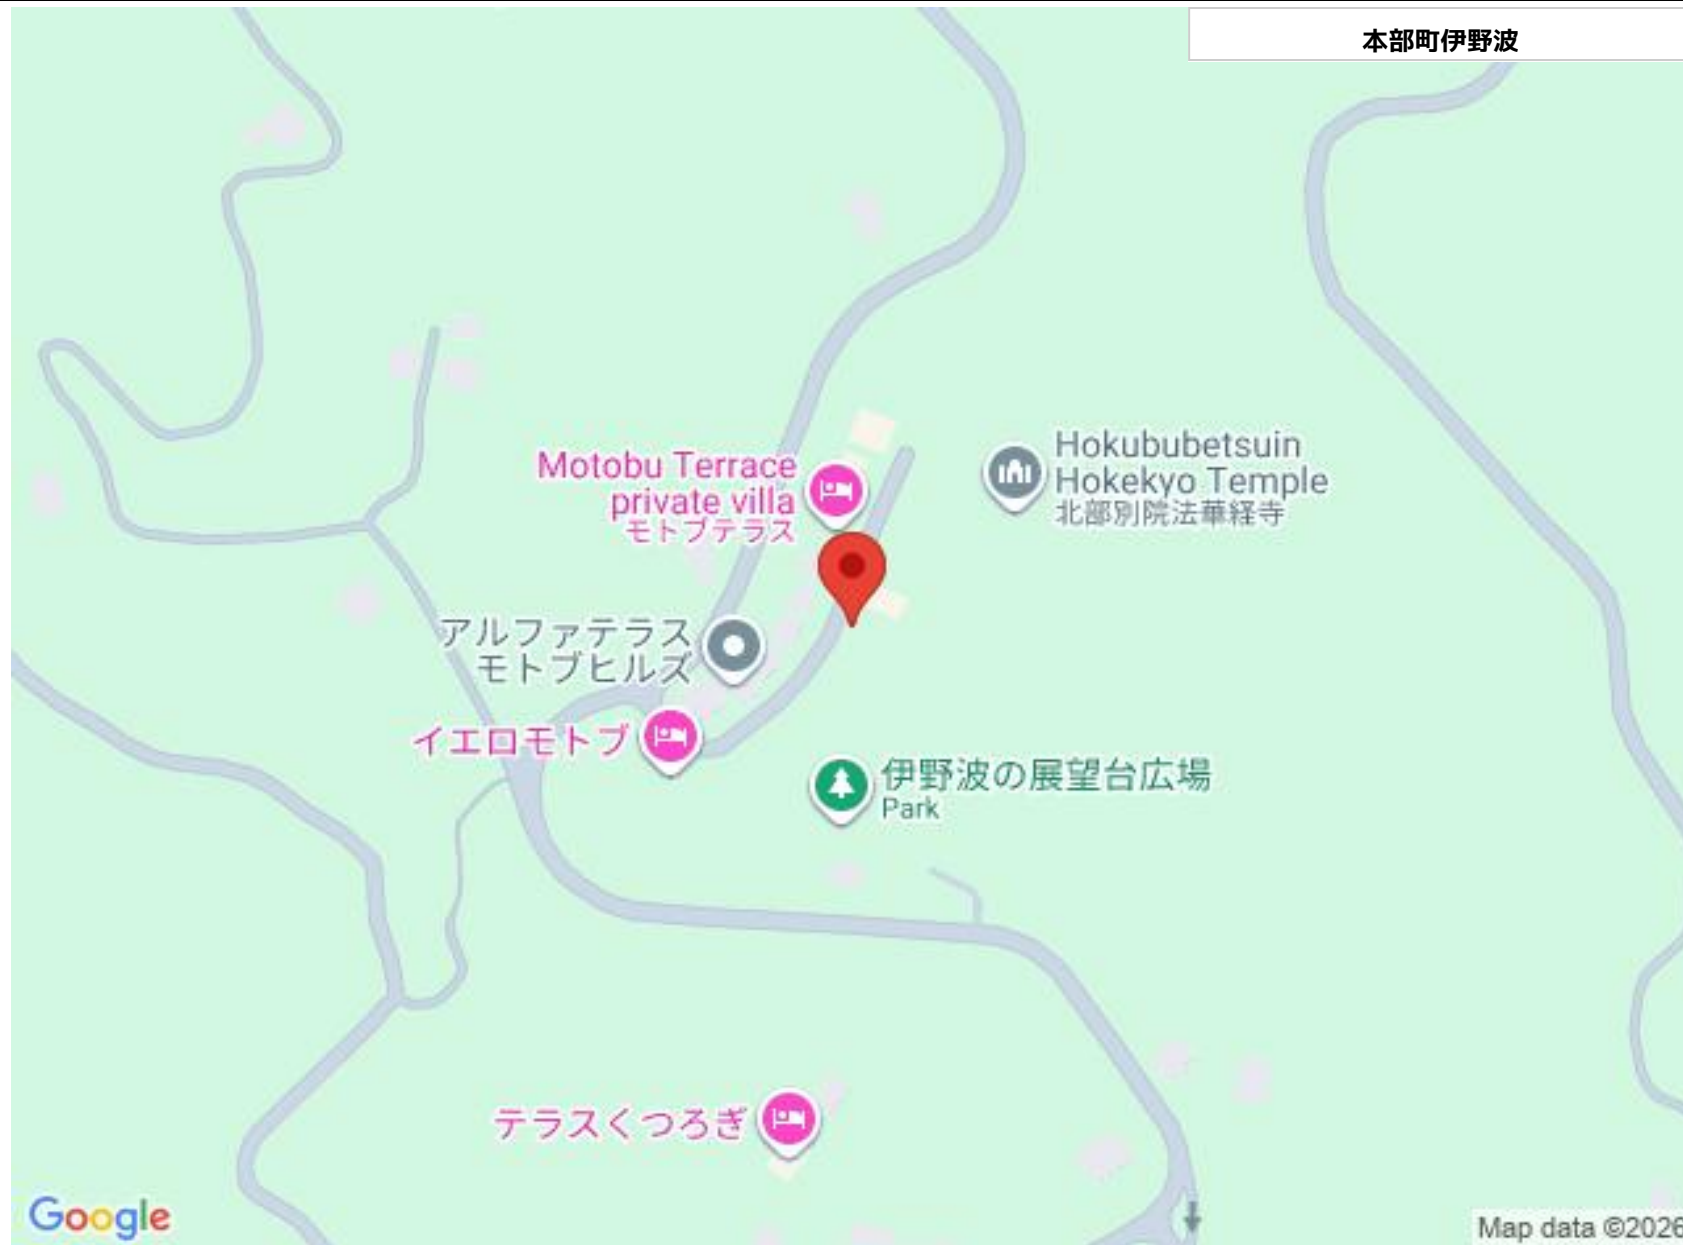 本部町伊野波
Motobu Terrace
private villa
モトブテラス
Hokububetsuin
Hokekyo Temple
北部別院法華経寺
アルファテラス
モトブヒルズ
イエロモトブ
伊野波の展望台広場
Park
テラスくつろぎ
Google
Map data ©2026